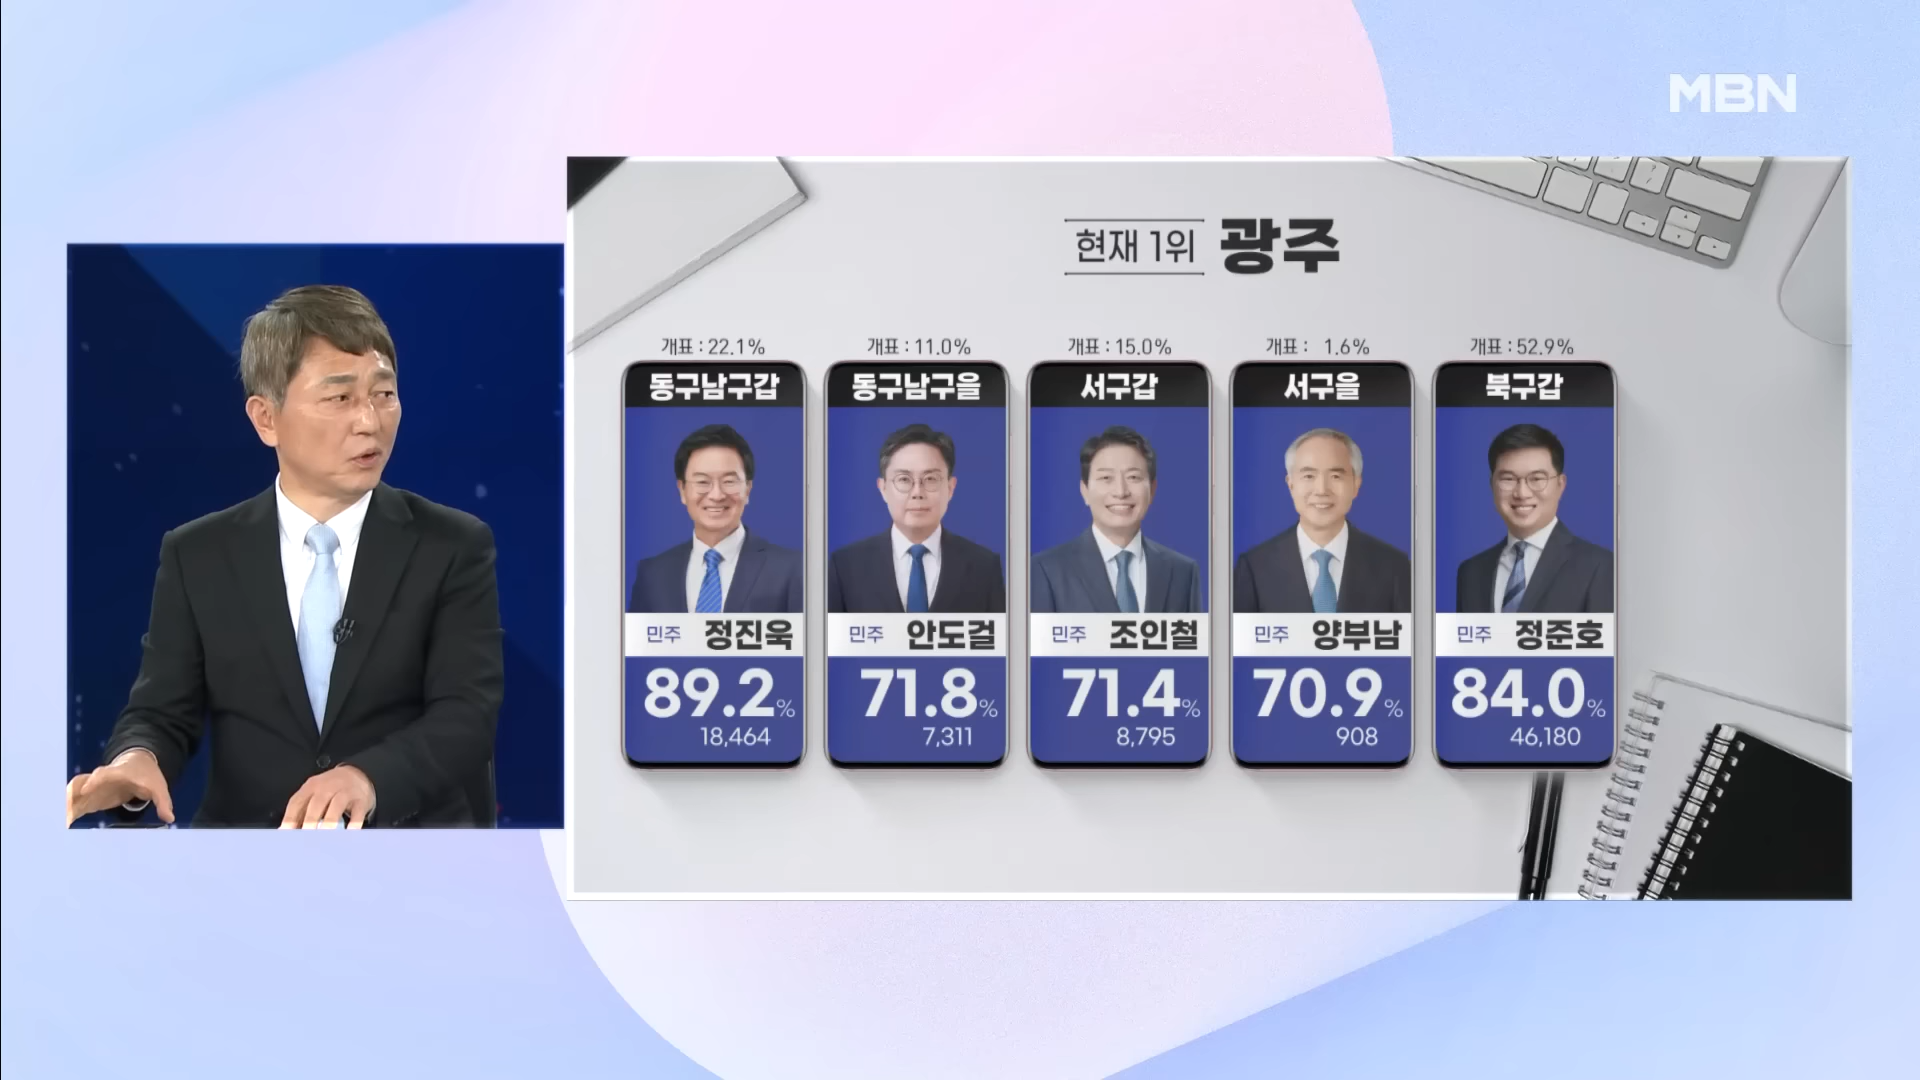 MBN
현재 1위 광주
개표 : 22.1% 개표 : 11.0% 개표 : 15.0% 개표 : 1.6% 개표 : 52.9%
동구남구갑 동구남구을 서구갑 서구을 북구갑
민주 정진욱 민주 안도걸 민주 조인철 민주 양부남 민주 정준호
89.2% 71.8% 71.4% 70.9% 84.0%
18,464 7,311 8,795 908 46,180